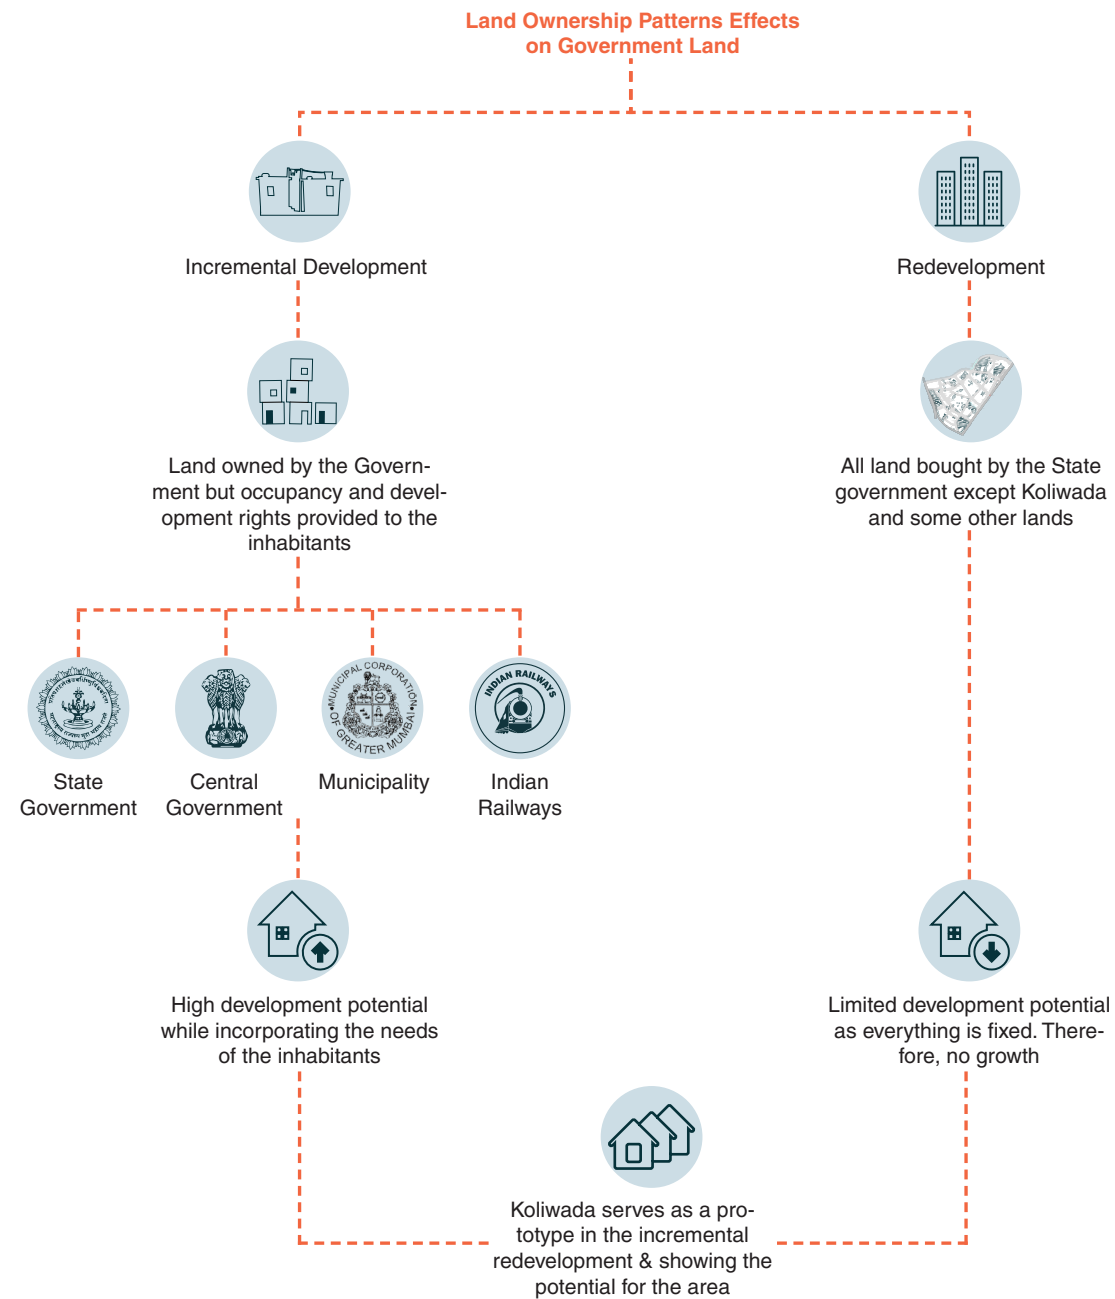 Land Ownership Patterns Effects
on Government Land
Incremental Development
Redevelopment
Land owned by the Govern-
ment but occupancy and devel-
opment rights provided to the
inhabitants
All land bought by the State
government except Koliwada
and some other lands
MUNICIPAL CORPORATION
OF GREATER MUMBAI
INDIAN RAILWAYS
State
Government
Central
Government
Municipality
Indian
Railways
High development potential
while incorporating the needs
of the inhabitants
Limited development potential
as everything is fixed. There-
fore, no growth
Koliwada serves as a pro-
totype in the incremental
redevelopment & showing the
potential for the area